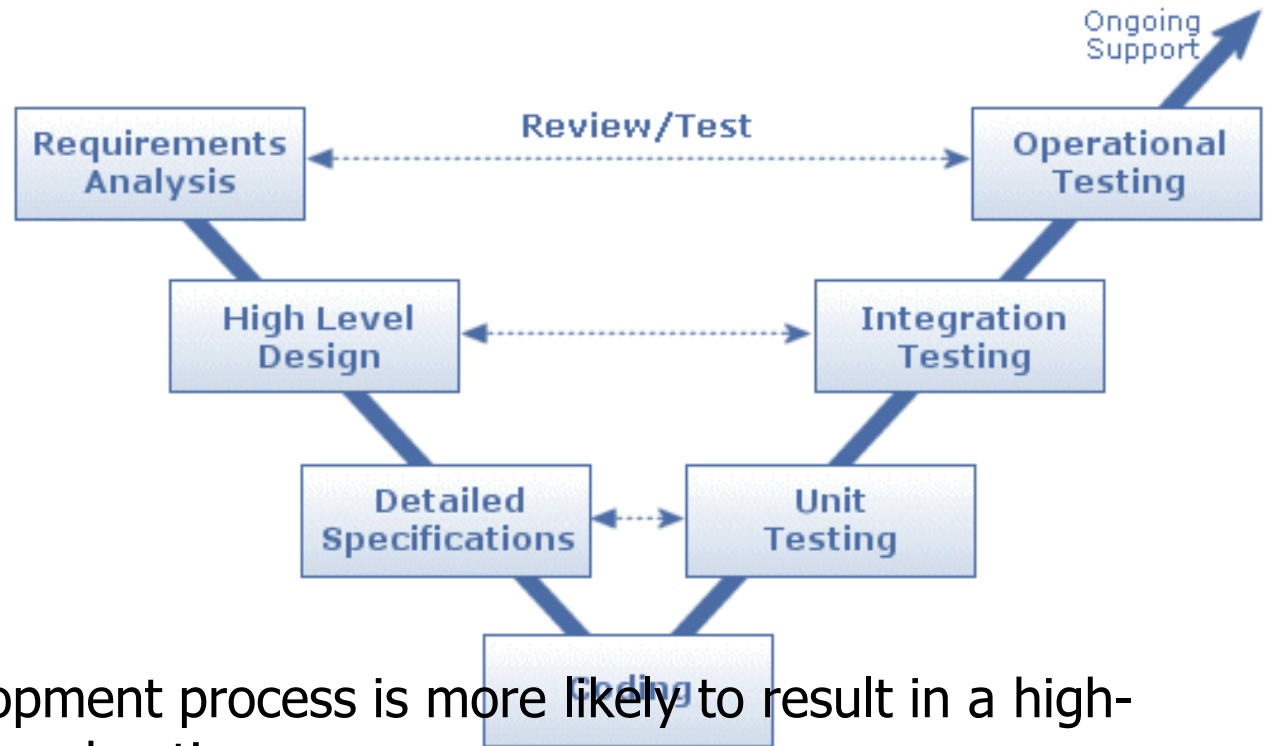 Ongoing
Support
Review/Test
Requirements
Analysis
Operational
Testing
High Level
Design
Integration
Testing
Detailed
Specifications
Unit
Testing
Coding
opment process is more likely to result in a high-